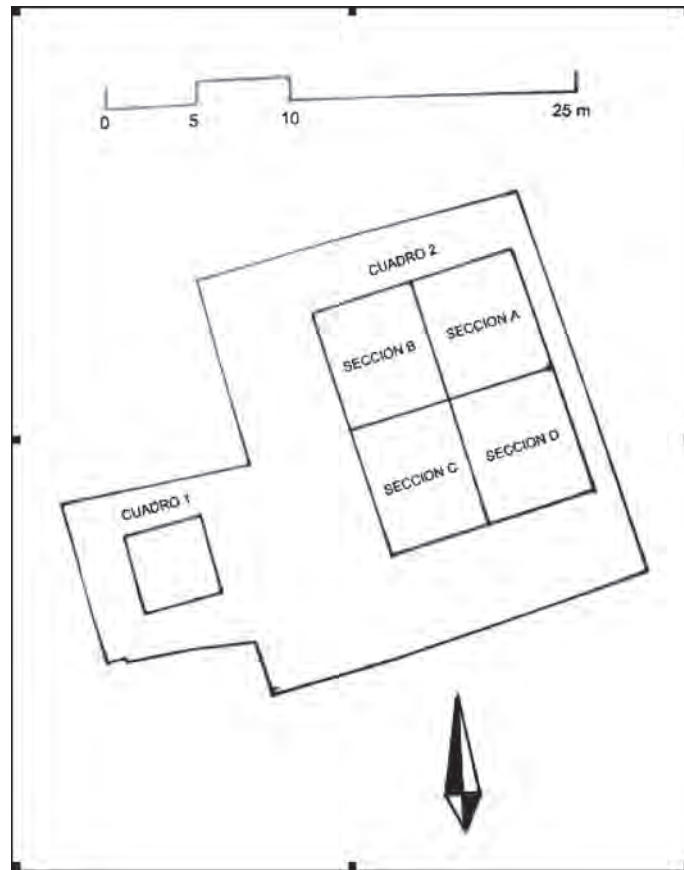 0 5 10 25 m
CUADRO 2
SECCION B
SECCION A
SECCION C
SECCION D
CUADRO 1